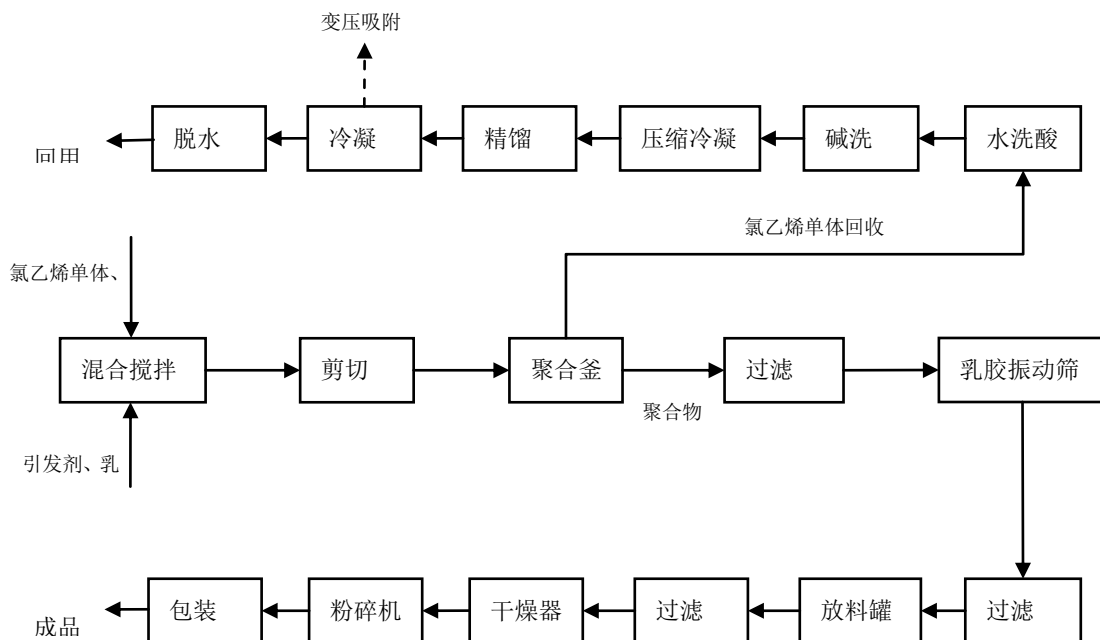 变压吸附
脱水
冷凝
精馏
压缩冷凝
碱洗
水洗酸
回用
氯乙烯单体回收
氯乙烯单体、
混合搅拌
剪切
聚合釜
过滤
乳胶振动筛
聚合物
引发剂、乳
成品
包装
粉碎机
干燥器
过滤
放料罐
过滤